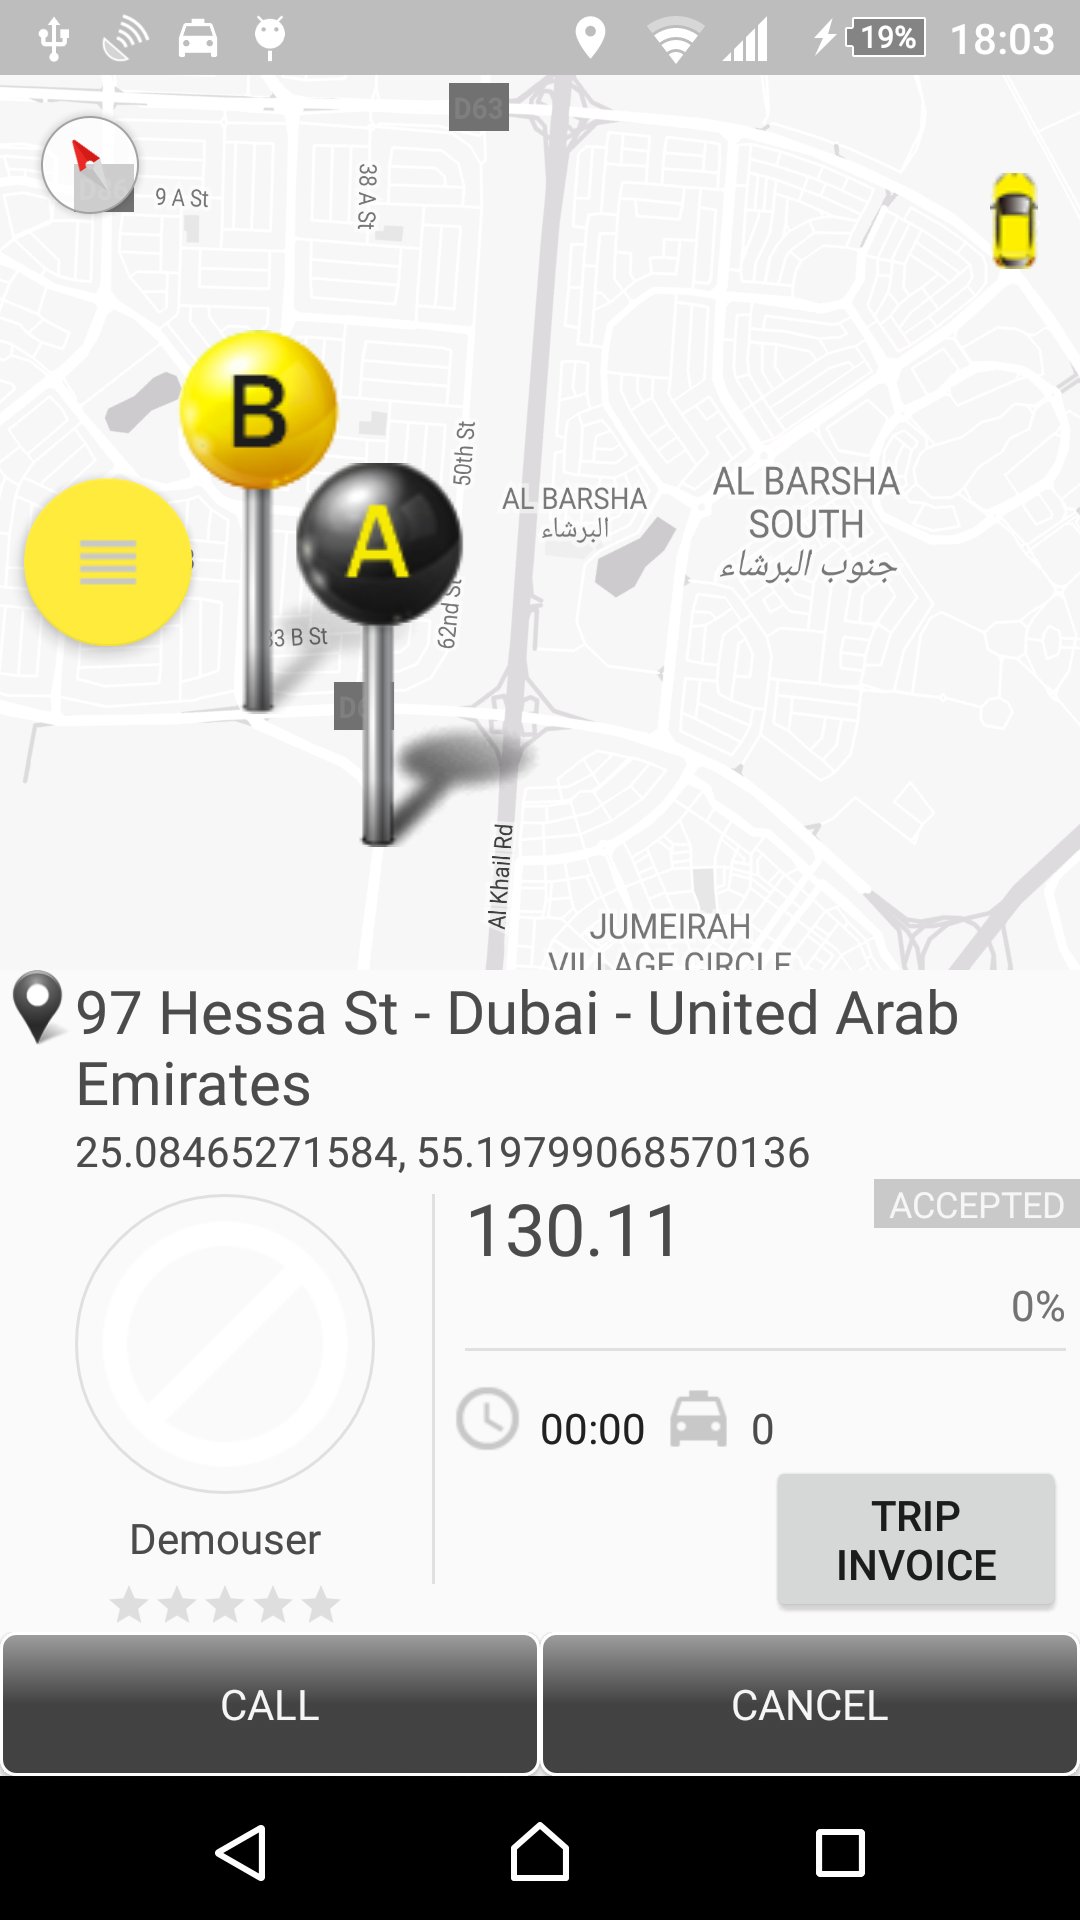 19%
18:03
D63
9 A St
38 A St
B
50th St
A
AL BARSHA
البرشاء
AL BARSHA
SOUTH
جنوب البرشاء
62nd St
33 B St
Al Khail Rd
JUMEIRAH
VILLAGE CIRCLE
97 Hessa St - Dubai - United Arab
Emirates
25.08465271584, 55.19799068570136
130.11
ACCEPTED
0%
00:00
0
TRIP
INVOICE
Demouser
CALL
CANCEL